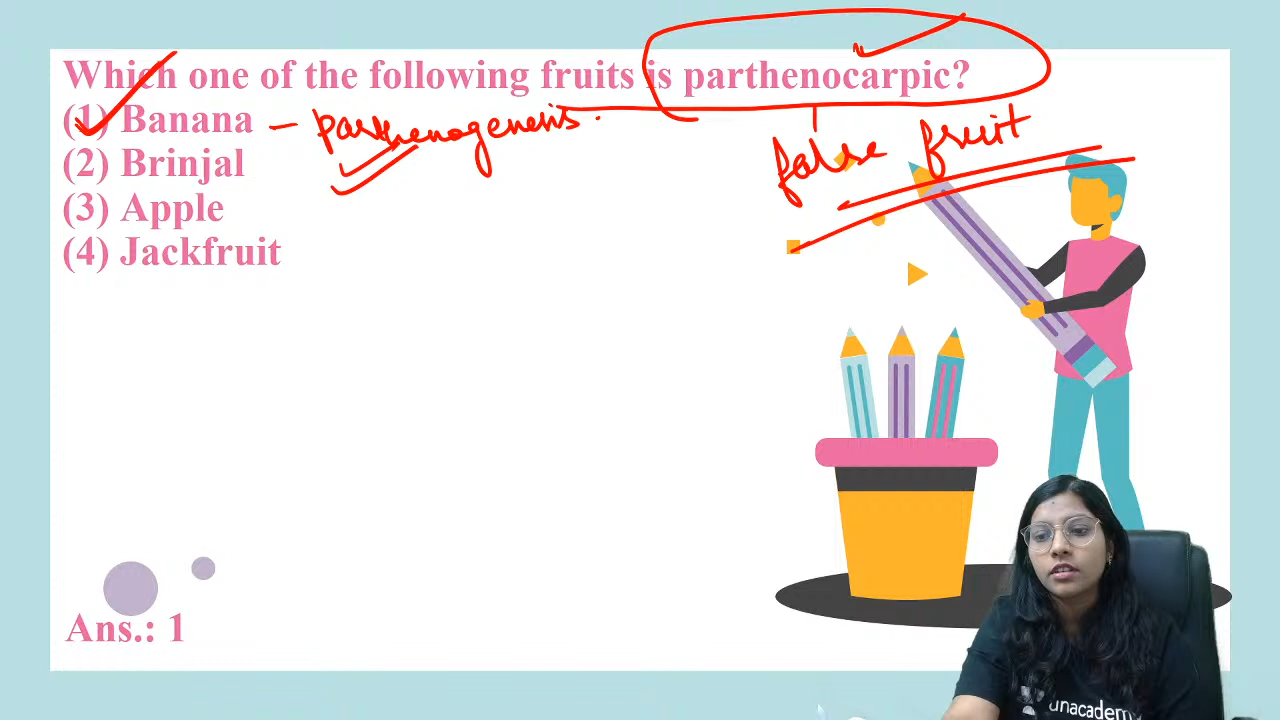 Which one of the following fruits is parthenocarpic?
(1) Banana – parthenogenesis.
false fruit
(2) Brinjal
(3) Apple
(4) Jackfruit
Ans.: 1
unacademy